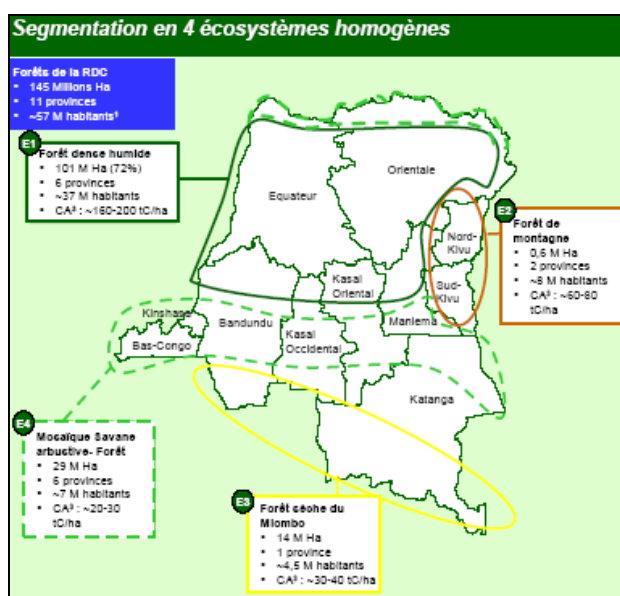 Segmentation en 4 écosystèmes homogènes
Forêts de la RDC
• 145 Millions Ha
• 11 provinces
• ~57 M habitants¹
E1
Forêt dense humide
• 101 M Ha (72%)
• 6 provinces
• ~37 M habitants
• CA³ : ~160-200 tC/ha
Equateur
Orientale
E2
Forêt de
montagne
• 0,6 M Ha
• 2 provinces
• ~8 M habitants
• CA³ : ~60-80
tC/ha
Nord-
Kivu
Kasai
Oriental
Sud-
Kivu
Kinshasa
Bandundu
Maniema
Bas-Congo
Kasai
Occidental
Katanga
E4
Mosaïque Savane
arbustive- Forêt
• 29 M Ha
• 6 provinces
• ~7 M habitants
• CA³ : ~20-30
tC/ha
E3
Forêt sèche du
Miombo
• 14 M Ha
• 1 province
• ~4,5 M habitants
• CA³ : ~30-40 tC/ha